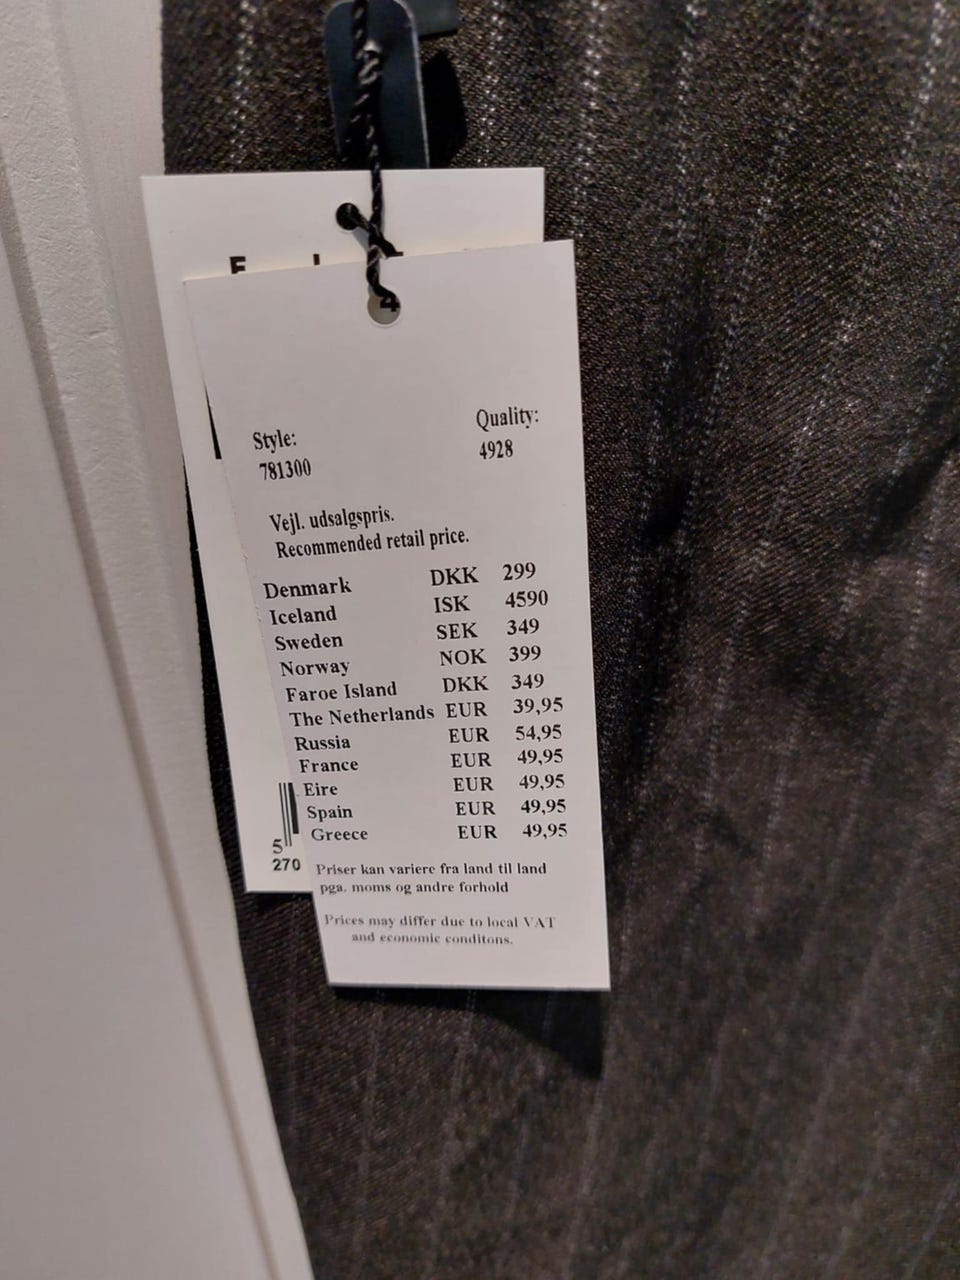 4
Style:
781300
Quality:
4928
Vejl. udsalgspris.
Recommended retail price.
Denmark DKK 299
Iceland ISK 4590
Sweden SEK 349
Norway NOK 399
Faroe Island DKK 349
The Netherlands EUR 39,95
Russia EUR 54,95
France EUR 49,95
Eire EUR 49,95
Spain EUR 49,95
Greece EUR 49,95
Priser kan variere fra land til land
pga. moms og andre forhold
Prices may differ due to local VAT
and economic conditons.
5
270